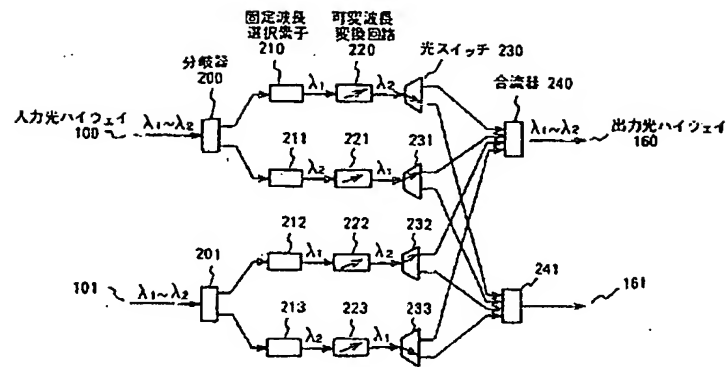 固定波長
選択素子
210
可変波長
変換回路
220
光スイッチ 230
分岐器
200
合流器 240
λ1
λ2
入力光ハイウェイ
100
λ1~λ2
λ1~λ2
出力光ハイウェイ
160
211
221
231
λ2
λ1
212
222
232
201
λ1
λ2
241
101
λ1~λ2
161
213
223
233
λ2
λ1